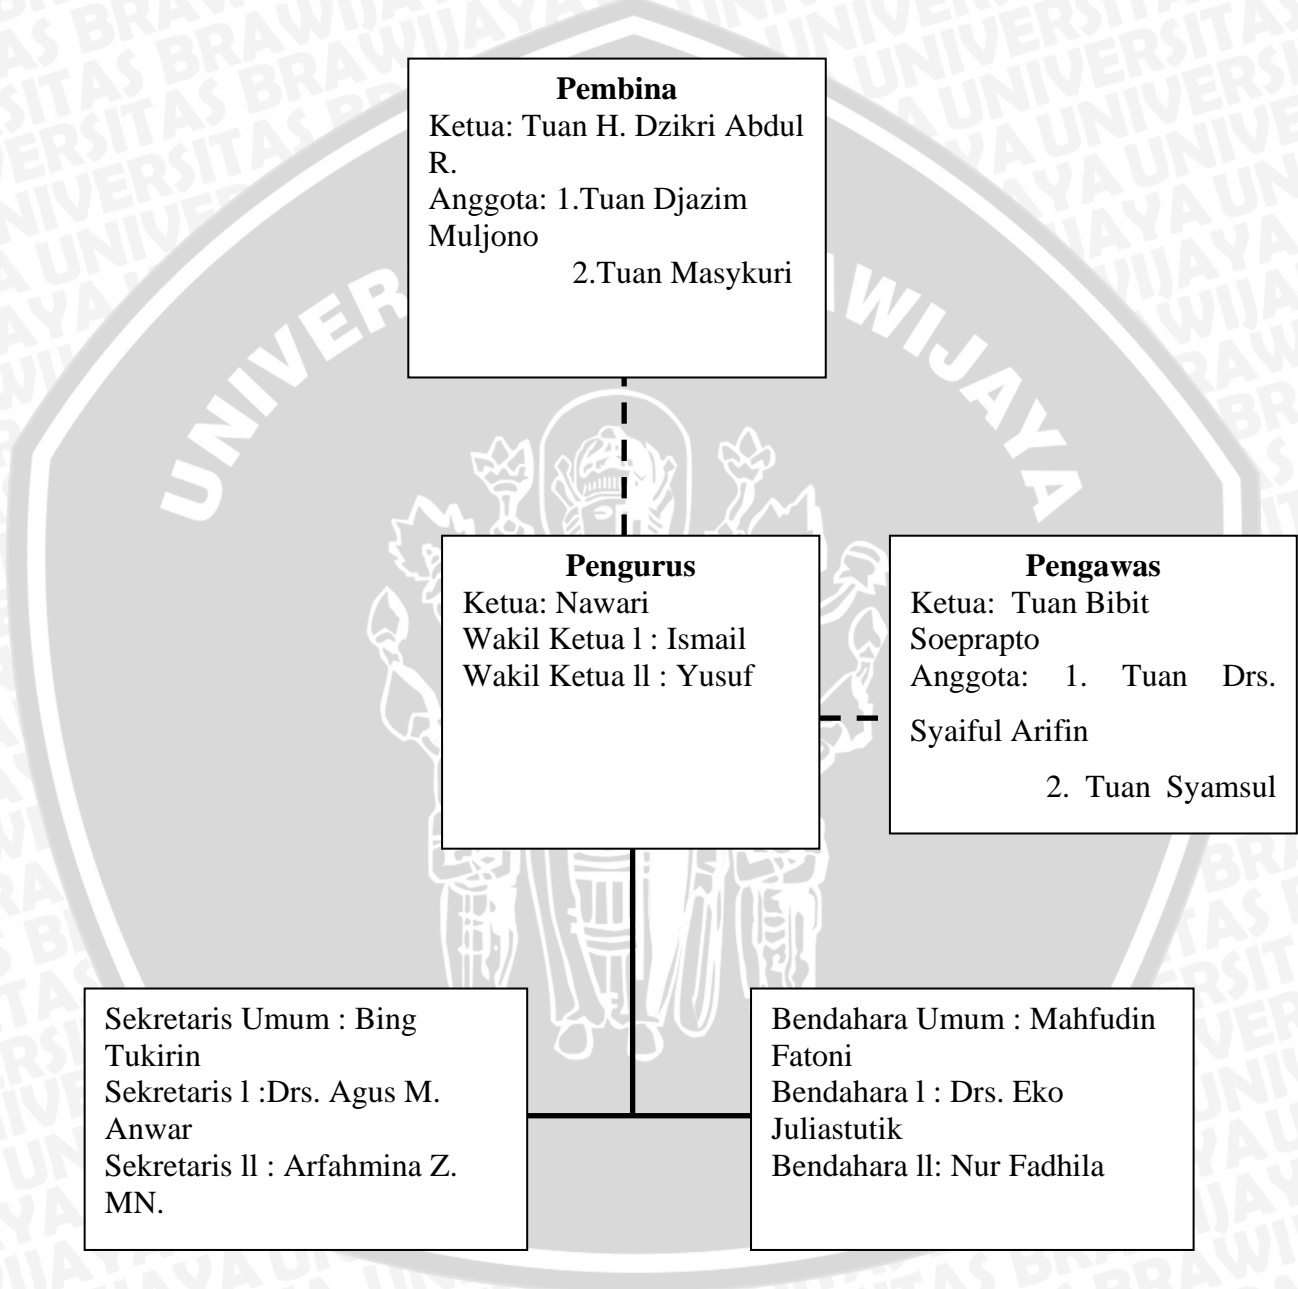 Pembina
Ketua: Tuan H. Dzikri Abdul
R.
Anggota: 1.Tuan Djazim
Muljono
2.Tuan Masykuri
Pengurus
Ketua: Nawari
Wakil Ketua l : Ismail
Wakil Ketua ll : Yusuf
Pengawas
Ketua:  Tuan Bibit
Soeprapto
Anggota: 1. Tuan Drs.
Syaiful Arifin
2. Tuan Syamsul
Sekretaris Umum : Bing
Tukirin
Sekretaris l :Drs. Agus M.
Anwar
Sekretaris ll : Arfahmina Z.
MN.
Bendahara Umum : Mahfudin
Fatoni
Bendahara l : Drs. Eko
Juliastutik
Bendahara ll: Nur Fadhila